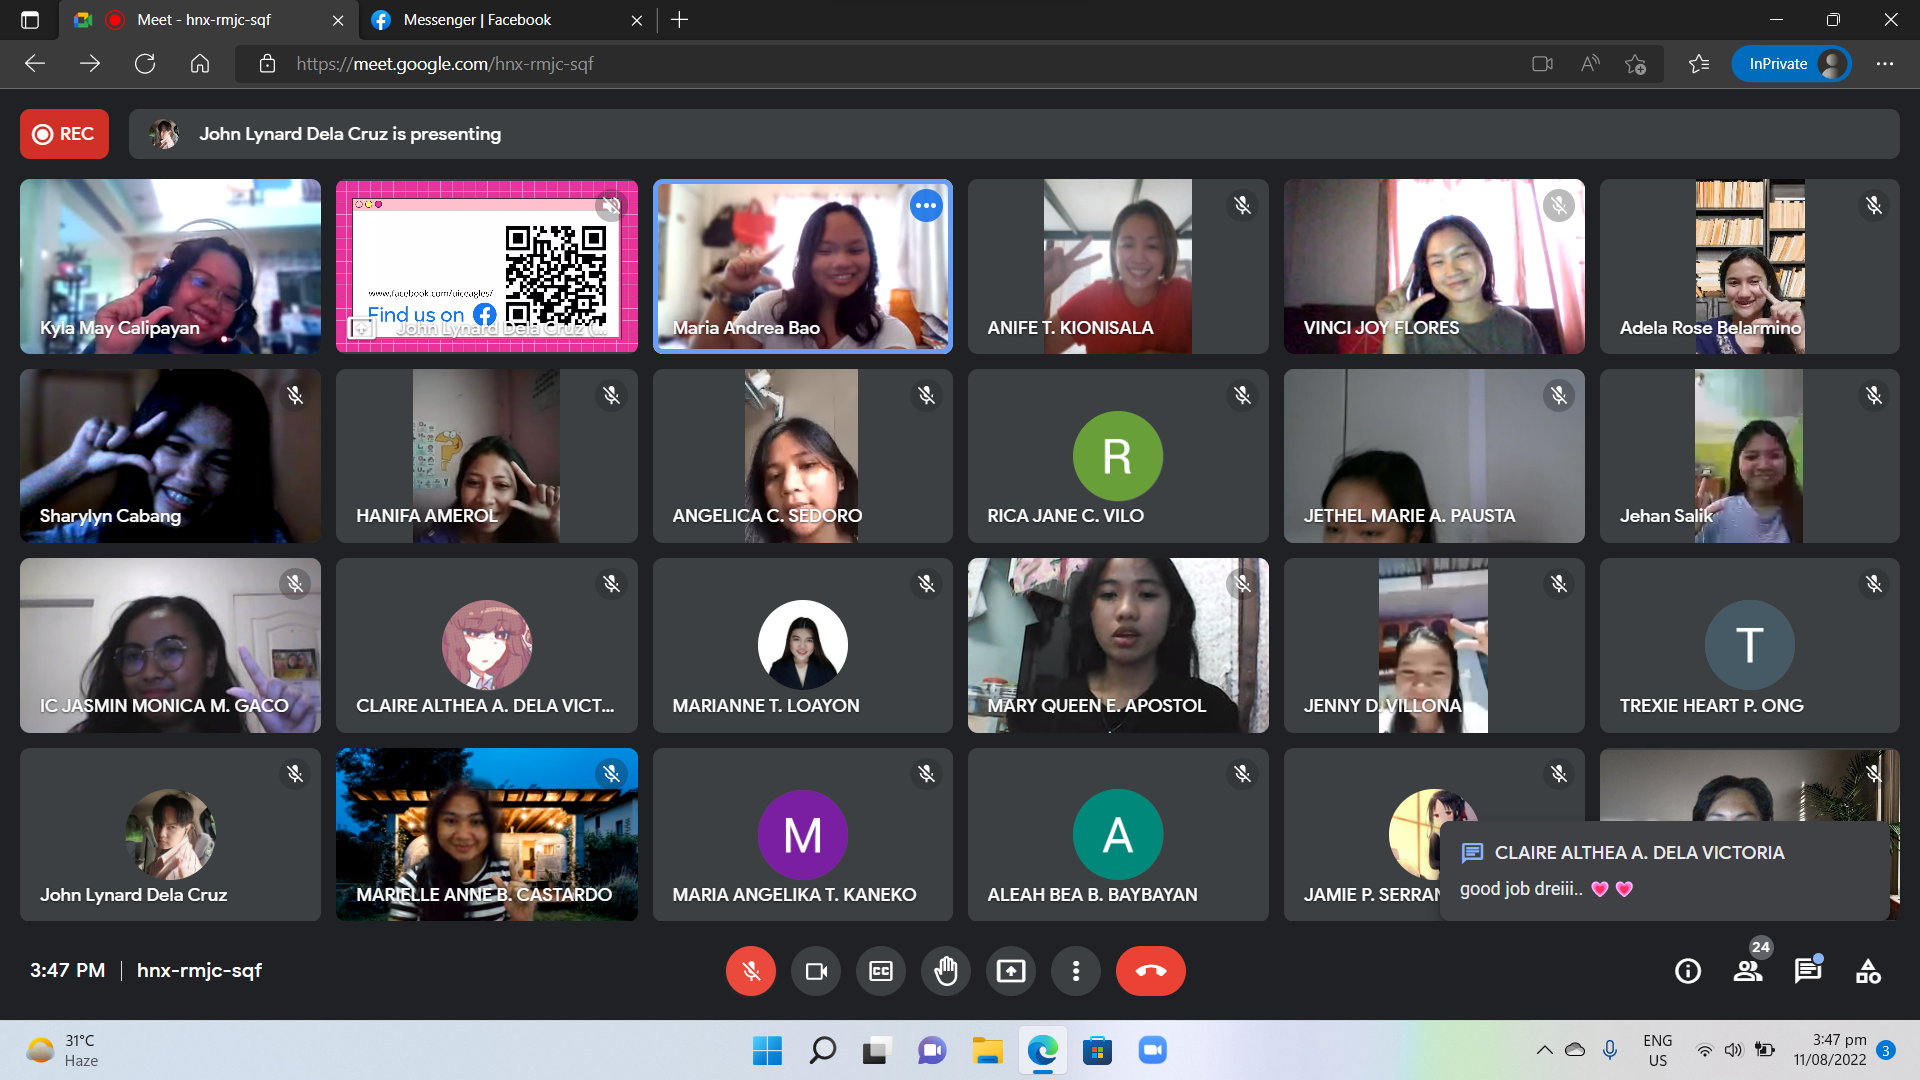 Meet - hnx-rmjc-sqf
Messenger | Facebook
https://meet.google.com/hnx-rmjc-sqf
InPrivate
REC
John Lynard Dela Cruz is presenting
Kyla May Calipayan
www.facebook.com/uiceagles/
Find us on
John Lynard Dela Cruz (...
Maria Andrea Bao
ANIFE T. KIONISALA
VINCI JOY FLORES
Adela Rose Belarmino
Sharylyn Cabang
HANIFA AMEROL
ANGELICA C. SEDORO
R
RICA JANE C. VILO
JETHEL MARIE A. PAUSTA
Jehan Salik
IC JASMIN MONICA M. GACO
CLAIRE ALTHEA A. DELA VICT...
MARIANNE T. LOAYON
MARY QUEEN E. APOSTOL
JENNY D. VILLONA
T
TREXIE HEART P. ONG
John Lynard Dela Cruz
MARIELLE ANNE B. CASTARDO
M
MARIA ANGELIKA T. KANEKO
A
ALEAH BEA B. BAYBAYAN
JAMIE P. SERRAN
CLAIRE ALTHEA A. DELA VICTORIA
good job dreiii.. 💗 💗
3:47 PM | hnx-rmjc-sqf
CC
24
31°C
Haze
ENG
US
3:47 pm
11/08/2022
3